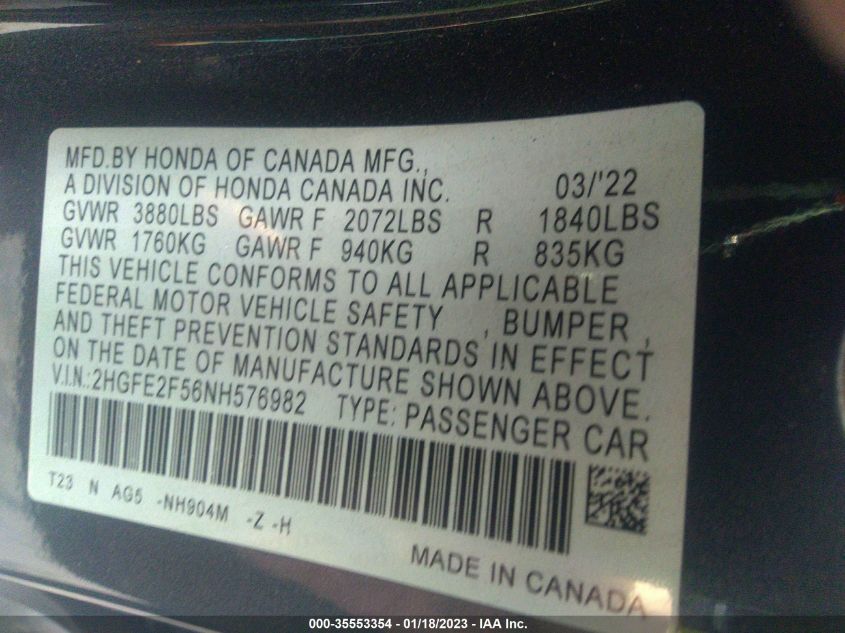 MFD.BY HONDA OF CANADA MFG.,
A DIVISION OF HONDA CANADA INC. 03/'22
GVWR 3880LBS GAWR F 2072LBS R 1840LBS
GVWR 1760KG GAWR F 940KG R 835KG
THIS VEHICLE CONFORMS TO ALL APPLICABLE
FEDERAL MOTOR VEHICLE SAFETY , BUMPER ,
AND THEFT PREVENTION STANDARDS IN EFFECT
ON THE DATE OF MANUFACTURE SHOWN ABOVE.
V.I.N.:2HGFE2F56NH576982 TYPE: PASSENGER CAR
T23 N AG5 -NH904M -Z -H
MADE IN CANADA
000-35553354 - 01/18/2023 - IAA Inc.